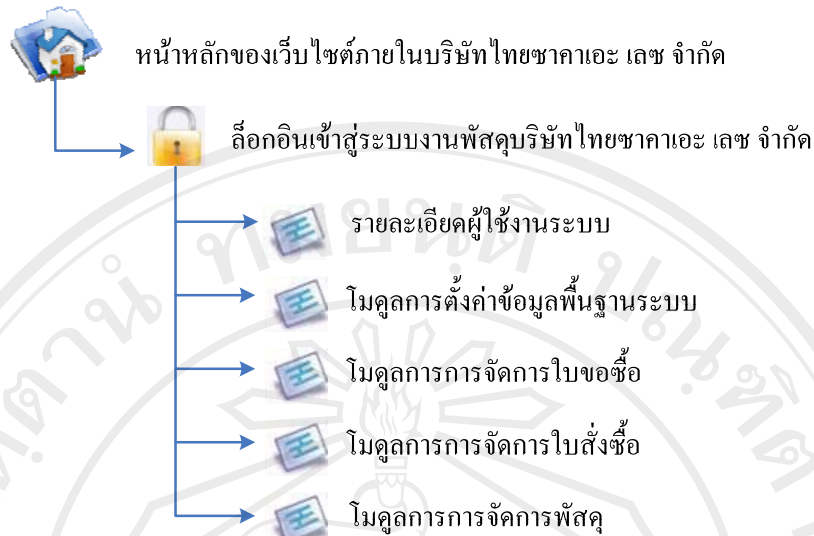 หน้าหลักของเว็บไซต์ภายในบริษัทไทยซาคาเอะ เลซ จำกัด
ล็อกอินเข้าสู่ระบบงานพัสดุบริษัทไทยซาคาเอะ เลซ จำกัด
รายละเอียดผู้ใช้งานระบบ
โมดูลการตั้งค่าข้อมูลพื้นฐานระบบ
โมดูลการการจัดการใบขอซื้อ
โมดูลการการจัดการใบสั่งซื้อ
โมดูลการการจัดการพัสดุ